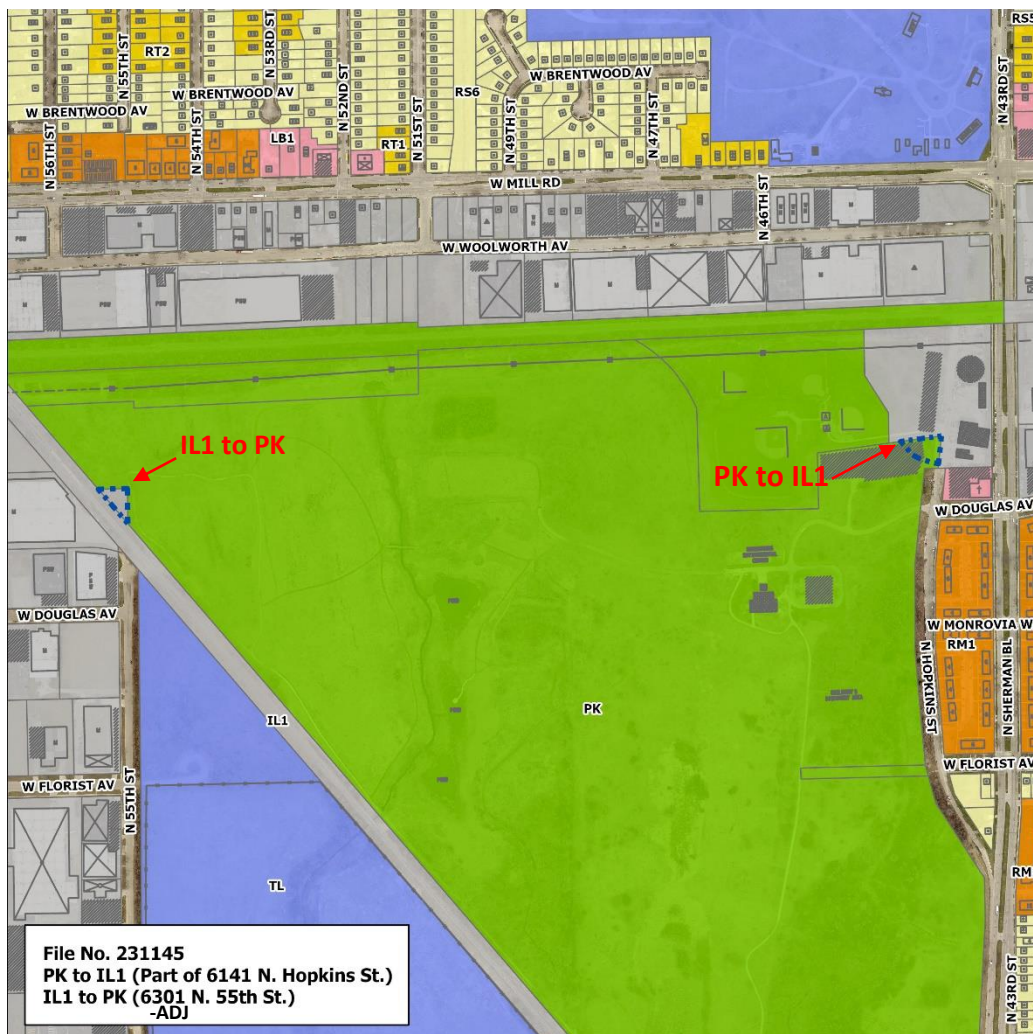 RS5
RT2
N 55TH ST
N 53RD ST
W BRENTWOOD AV
W BRENTWOOD AV
N 52ND ST
N 51ST ST
RS6
N 49TH ST
N 47TH ST
N 43RD ST
N 56TH ST
N 54TH ST
LB1
RT1
W MILL RD
N 46TH ST
W WOOLWORTH AV
IL1 to PK
PK to IL1
W DOUGLAS AV
W DOUGLAS AV
W MONROVIA W
RM1
N HOPKINS ST
N SHERMAN BL
IL1
PK
W FLORIST AV
W FLORIST AV
N 55TH ST
TL
RM
N 43RD ST
File No. 231145
PK to IL1 (Part of 6141 N. Hopkins St.)
IL1 to PK (6301 N. 55th St.)
-ADJ